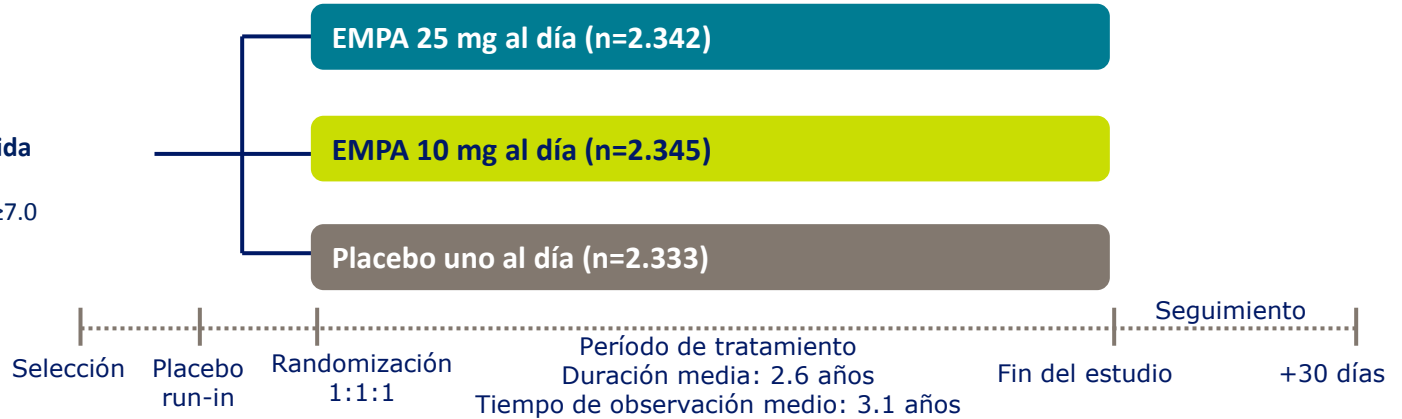 EMPA 25 mg al día (n=2.342)
ida
EMPA 10 mg al día (n=2.345)
≥7.0
Placebo uno al día (n=2.333)
Seguimiento
Selección
Placebo
run-in
Randomización
1:1:1
Período de tratamiento
Duración media: 2.6 años
Tiempo de observación medio: 3.1 años
Fin del estudio
+30 días